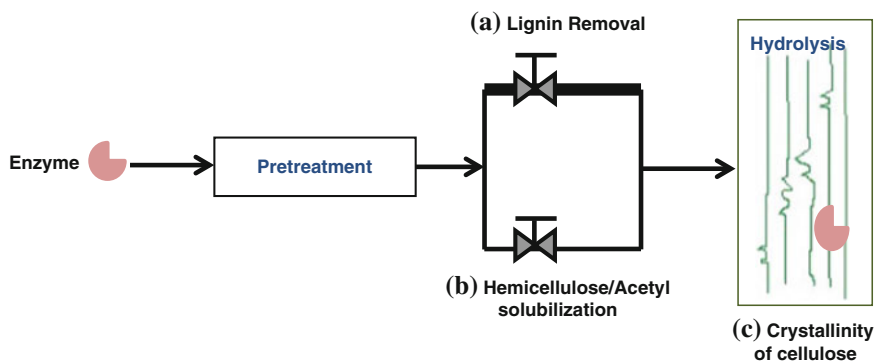 (a) Lignin Removal
Hydrolysis
Enzyme
Pretreatment
(b) Hemicellulose/Acetyl
solubilization
(c) Crystallinity
of cellulose